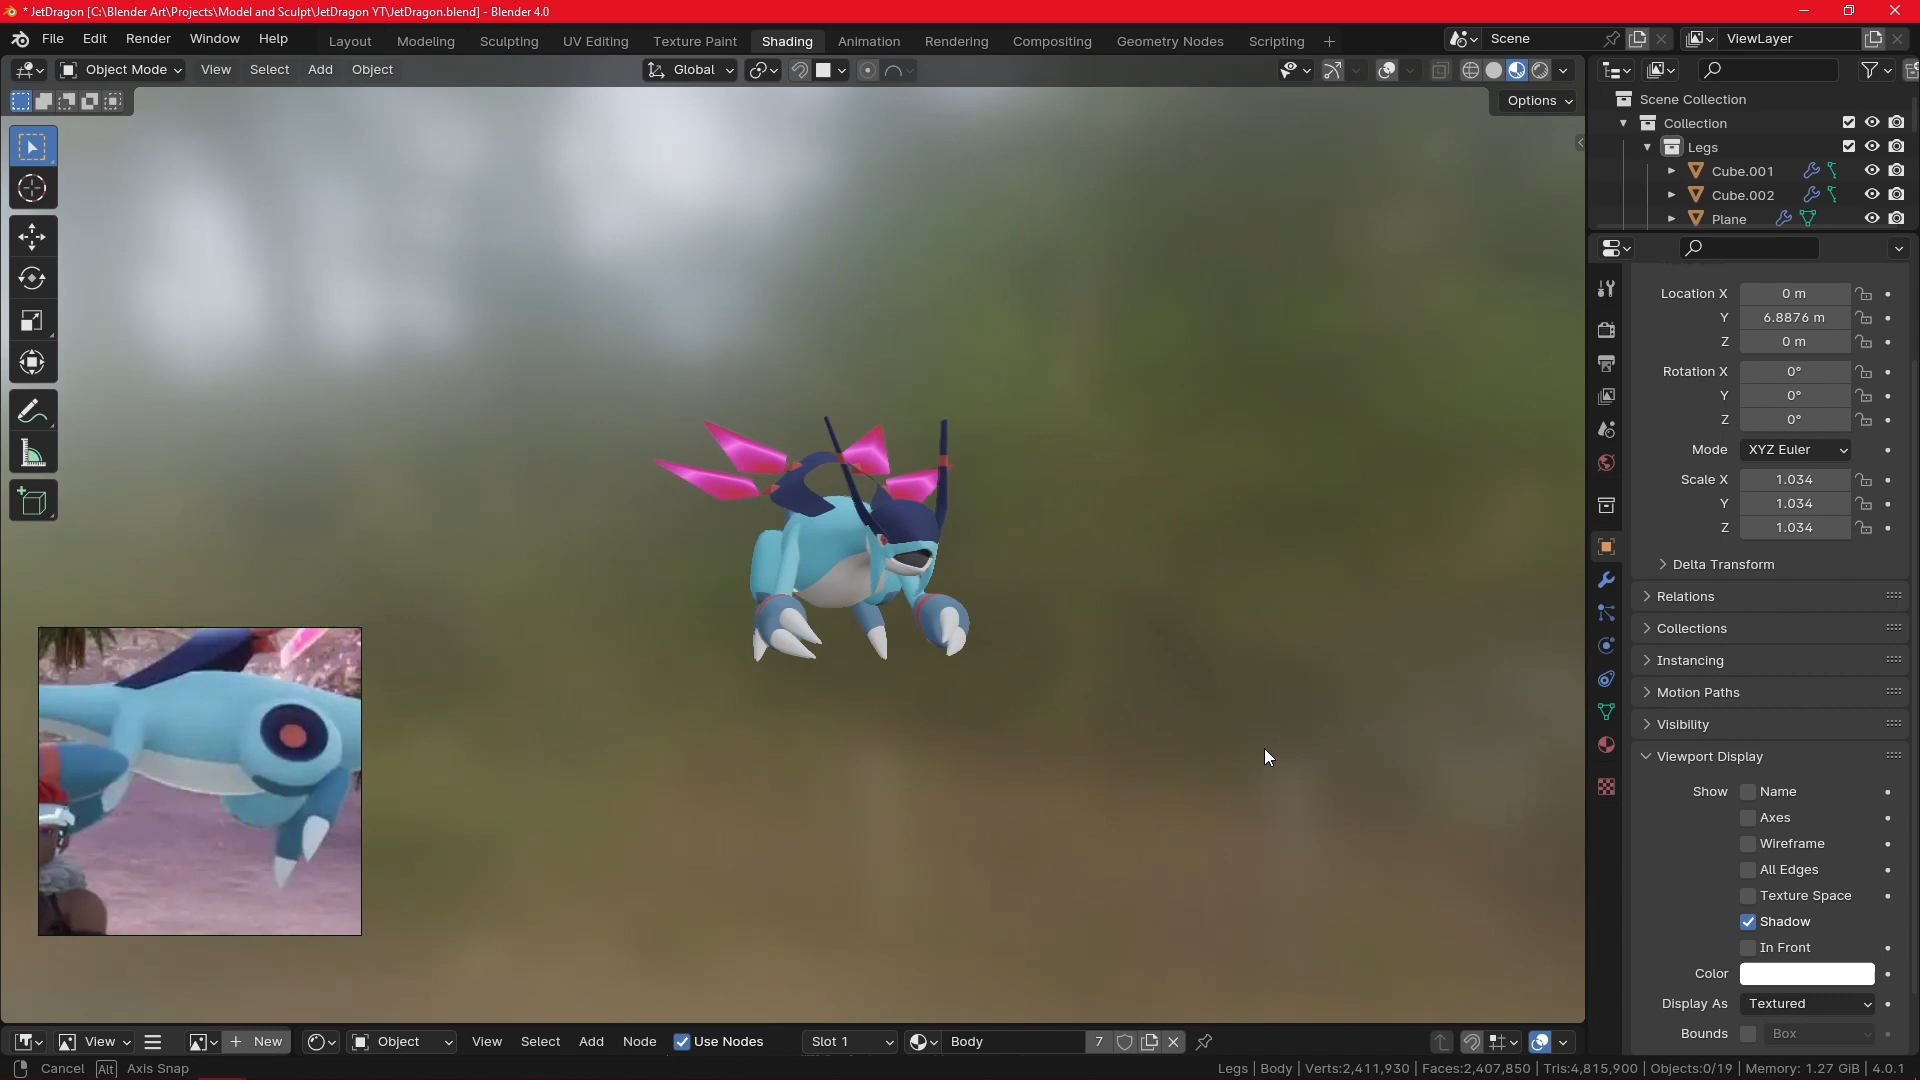 * JetDragon [C:\Blender Art\Projects\Model and Sculpt\JetDragon YT\JetDragon.blend] - Blender 4.0
File Edit Render Window Help Layout Modeling Sculpting UV Editing Texture Paint Shading Animation Rendering Compositing Geometry Nodes Scripting + Scene ViewLayer
Object Mode View Select Add Object Global
Options
Scene Collection
Collection
Legs
Cube.001
Cube.002
Plane
Location X 0 m
Y 6.8876 m
Z 0 m
Rotation X 0°
Y 0°
Z 0°
Mode XYZ Euler
Scale X 1.034
Y 1.034
Z 1.034
Delta Transform
Relations
Collections
Instancing
Motion Paths
Visibility
Viewport Display
Show Name
Axes
Wireframe
All Edges
Texture Space
Shadow
In Front
Color
Display As Textured
Bounds Box
View + New Object View Select Add Node Use Nodes Slot 1 Body 7
Cancel Alt Axis Snap Legs | Body | Verts:2,411,930 | Faces:2,407,850 | Tris:4,815,900 | Objects:0/19 | Memory: 1.27 GiB | 4.0.1